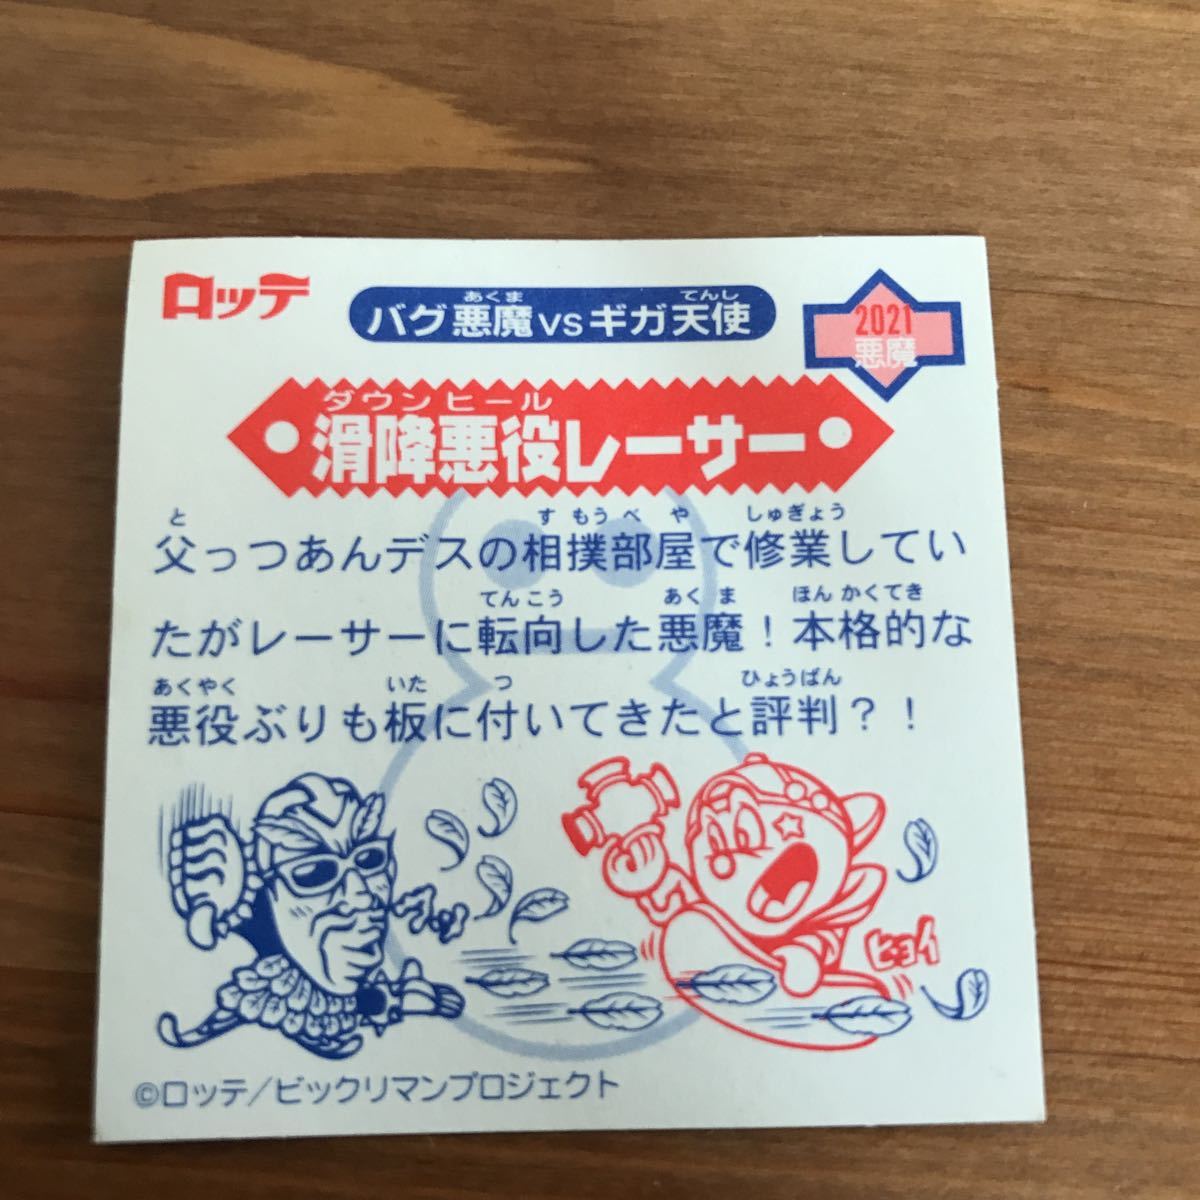 ロッテ
あくま てんし
バグ悪魔vsギガ天使
2021
悪魔
ダウンヒール
滑降悪役レーサー
と すもうべや しゅぎょう
父っつあんデスの相撲部屋で修業してい
てんこう あくま ほんかくてき
たがレーサーに転向した悪魔！本格的な
あくやく いた つ ひょうばん
悪役ぶりも板に付いてきたと評判？！
ヒョイ
©ロッテ/ビックリマンプロジェクト